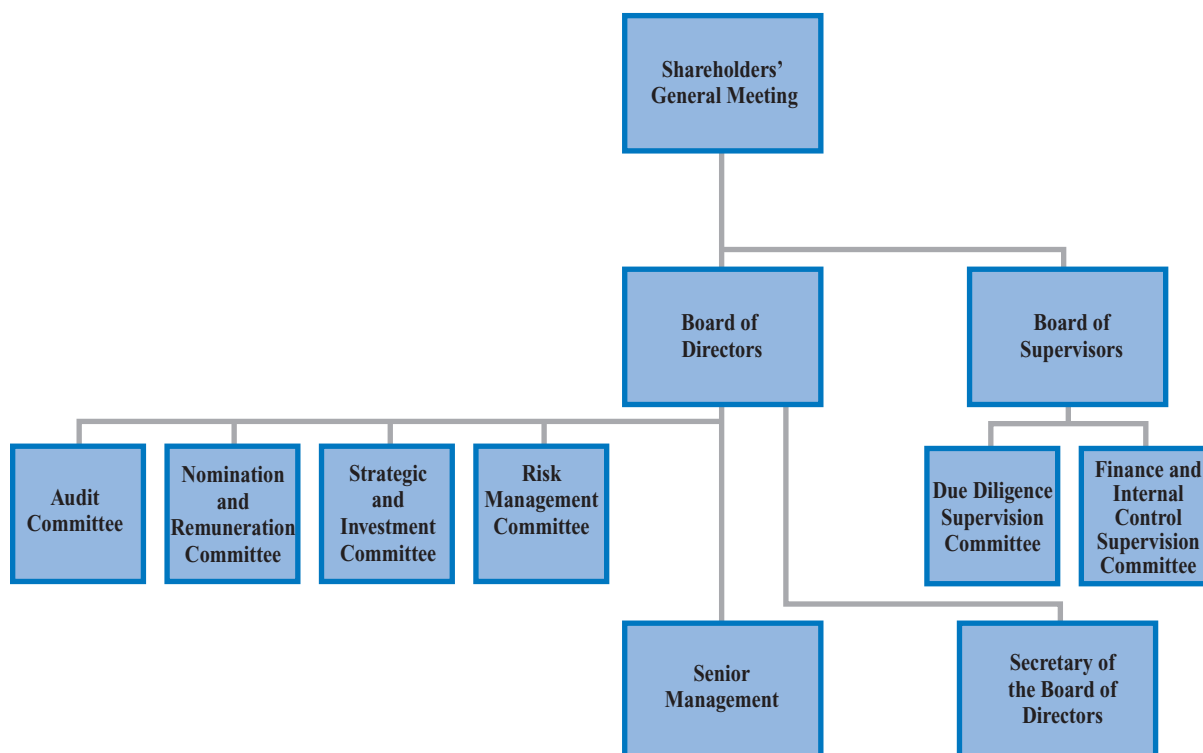 Shareholders’
General Meeting
Board of
Directors
Board of
Supervisors
Audit
Committee
Nomination
and
Remuneration
Committee
Strategic
and
Investment
Committee
Risk
Management
Committee
Due Diligence
Supervision
Committee
Finance and
Internal
Control
Supervision
Committee
Senior
Management
Secretary of
the Board of
Directors